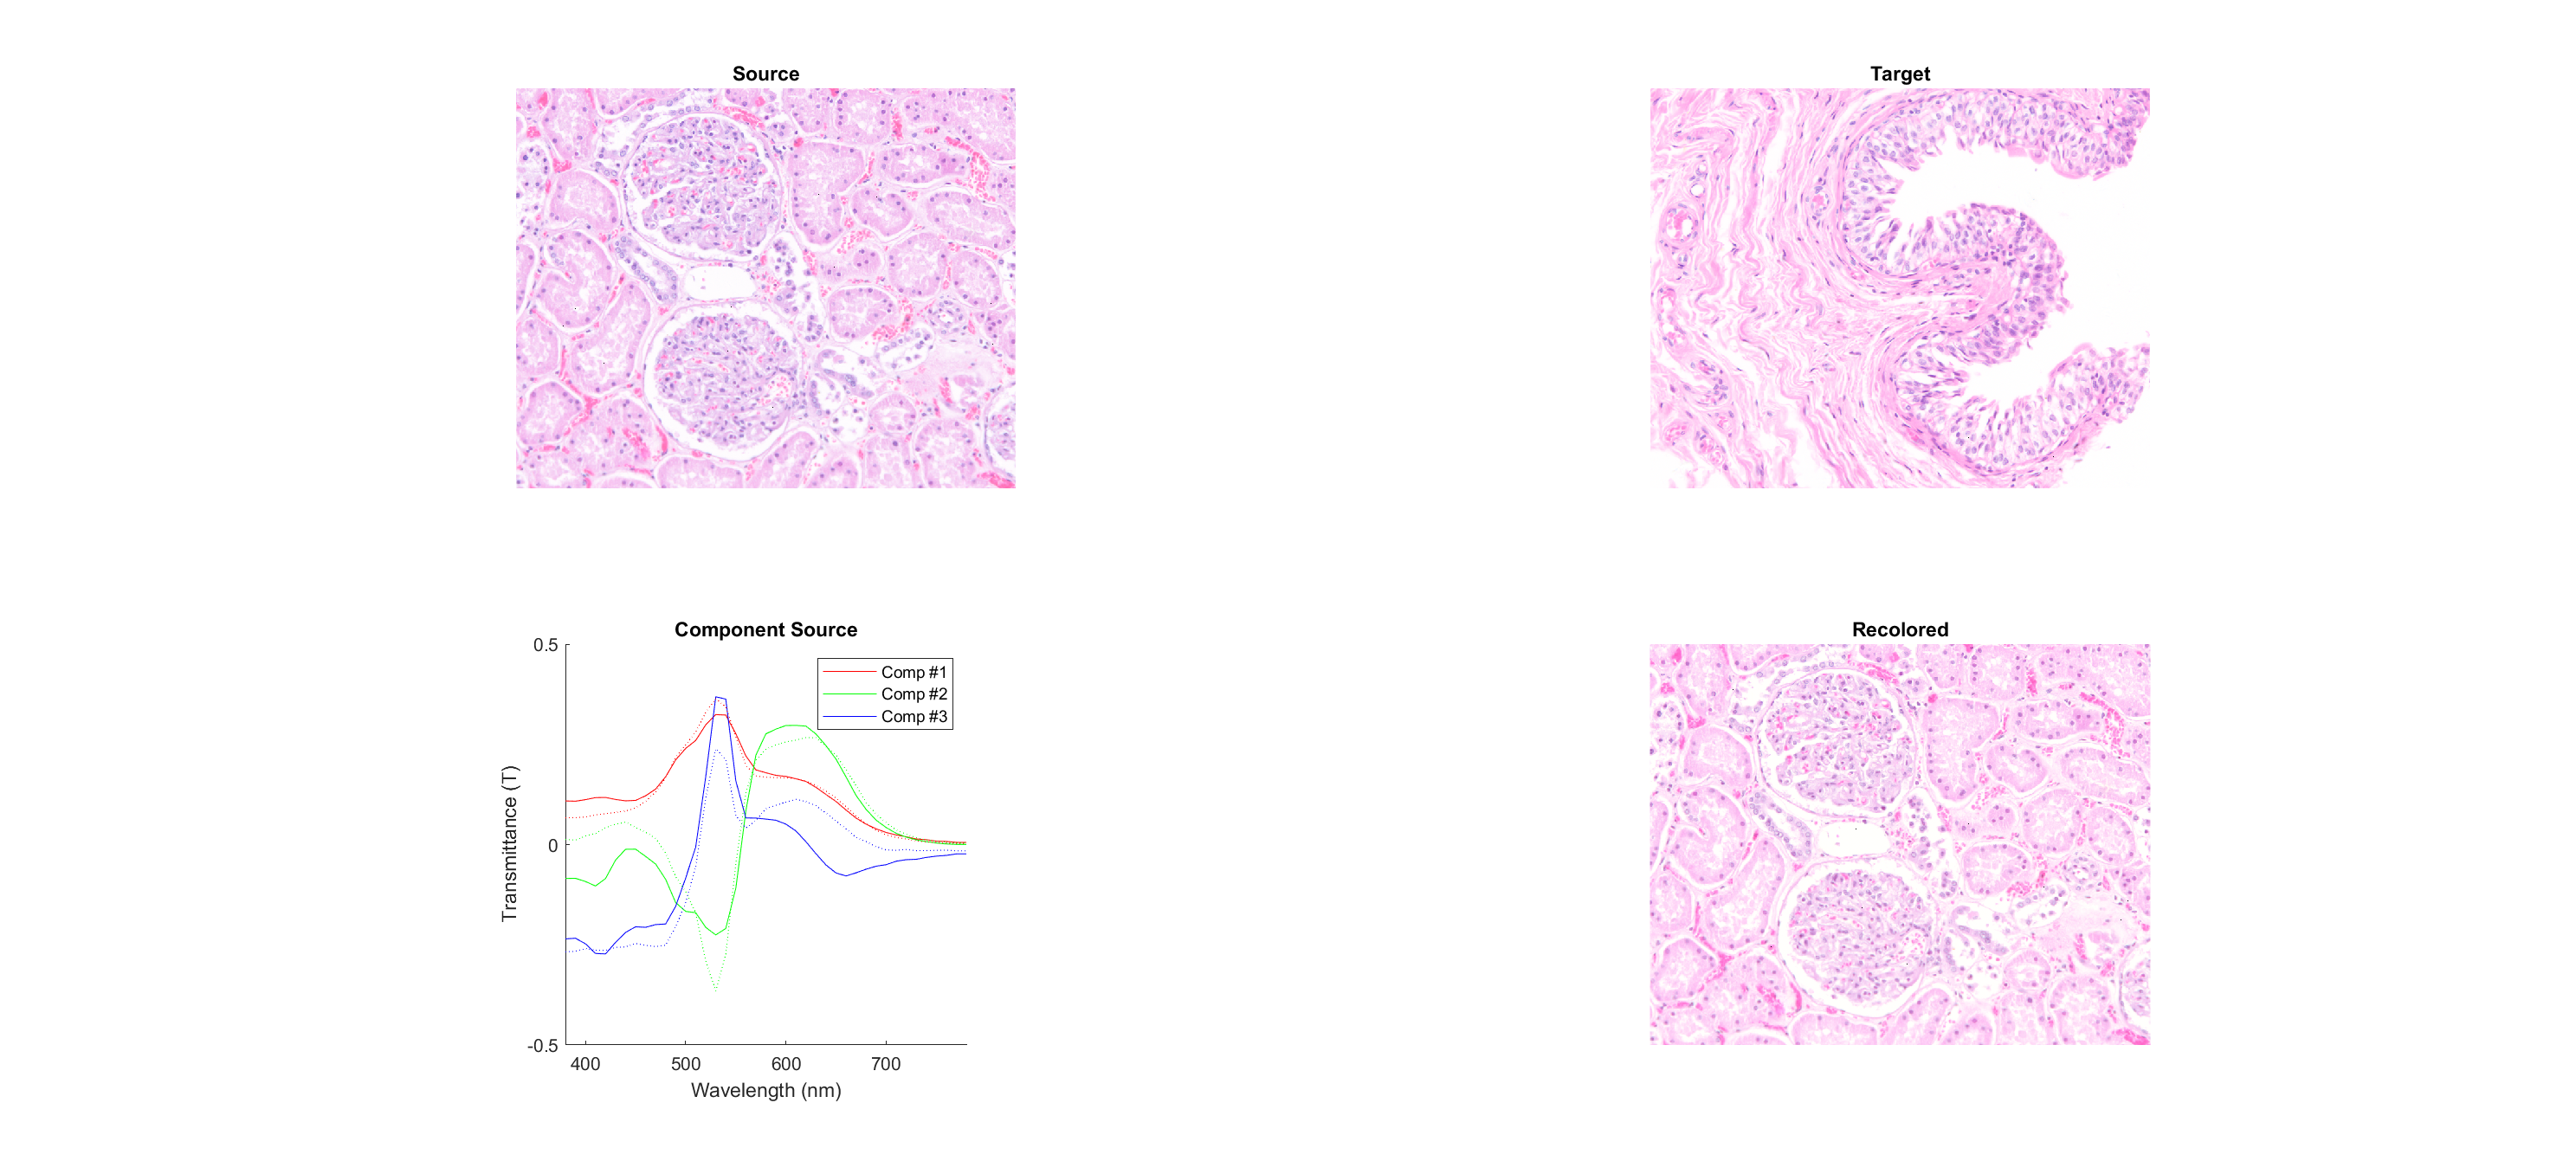 Source
Target
Component Source
0.5
0
-0.5
Transmittance (T)
Comp #1
Comp #2
Comp #3
400 500 600 700
Wavelength (nm)
Recolored